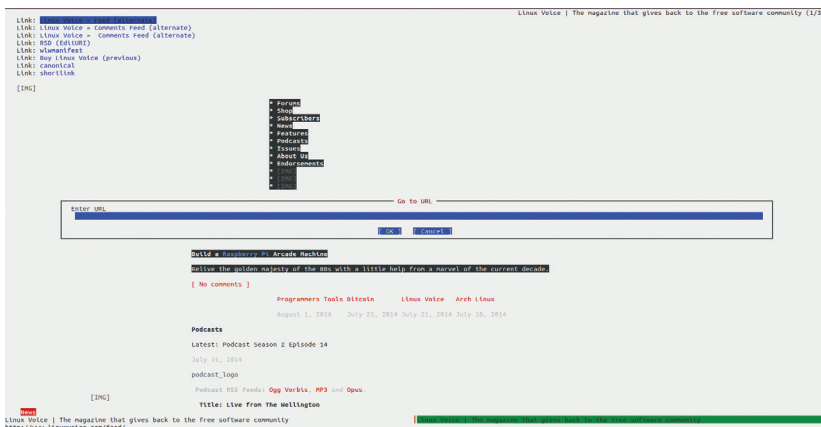 Linux Voice | The magazine that gives back to the free software community (1/3
Link: Linux Voice » Feed (alternate)
Link: Linux Voice » Comments Feed (alternate)
Link: Linux Voice »  Comments Feed (alternate)
Link: RSD (EditURI)
Link: wlwmanifest
Link: Buy Linux Voice (previous)
Link: canonical
Link: shortlink
[IMG]
* Forums
* Shop
* Subscribers
* News
* Features
* Podcasts
* Issues
* About Us
* Endorsements
* [IMG]
* [IMG]
* [IMG]
Go to URL
Enter URL
[ OK ] [ Cancel ]
Build a Raspberry Pi Arcade Machine
Relive the golden majesty of the 80s with a little help from a marvel of the current decade.
[ No comments ]
Programmers Tools Bitcoin Linux Voice Arch Linux
August 1, 2014 July 23, 2014 July 21, 2014 July 18, 2014
Podcasts
Latest: Podcast Season 2 Episode 14
July 31, 2014
podcast_logo
Podcast RSS Feeds: Ogg Vorbis, MP3 and Opus.
[IMG] Title: Live from The Wellington
News
Linux Voice | The magazine that gives back to the free software community Linux Voice | The magazine that gives back to the free software community
http://www.linuxvoice.com/feed/